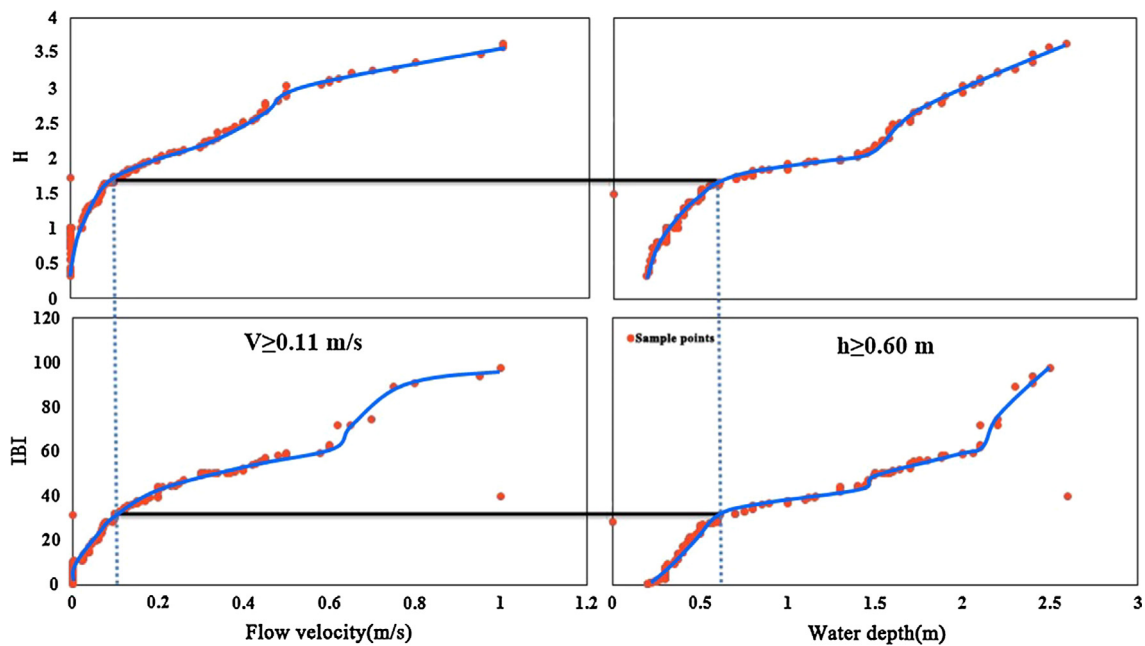 4
3.5
3
2.5
2
1.5
1
0.5
0
H
120
100
80
60
40
20
0
IBI
V≥0.11 m/s
Sample points
h≥0.60 m
0 0.2 0.4 0.6 0.8 1 1.2
0 0.5 1 1.5 2 2.5 3
Flow velocity(m/s)
Water depth(m)